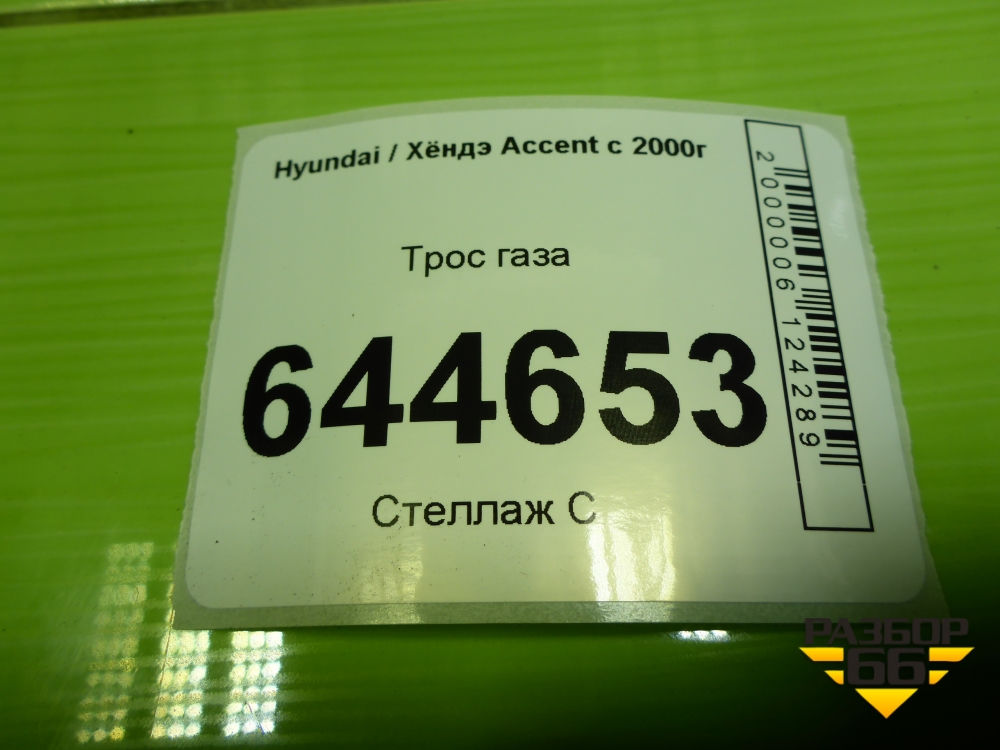 Hyundai / Хёндэ Accent с 2000г
Трос газа
644653
Стеллаж С
2000006124289
РАЗБОР
66